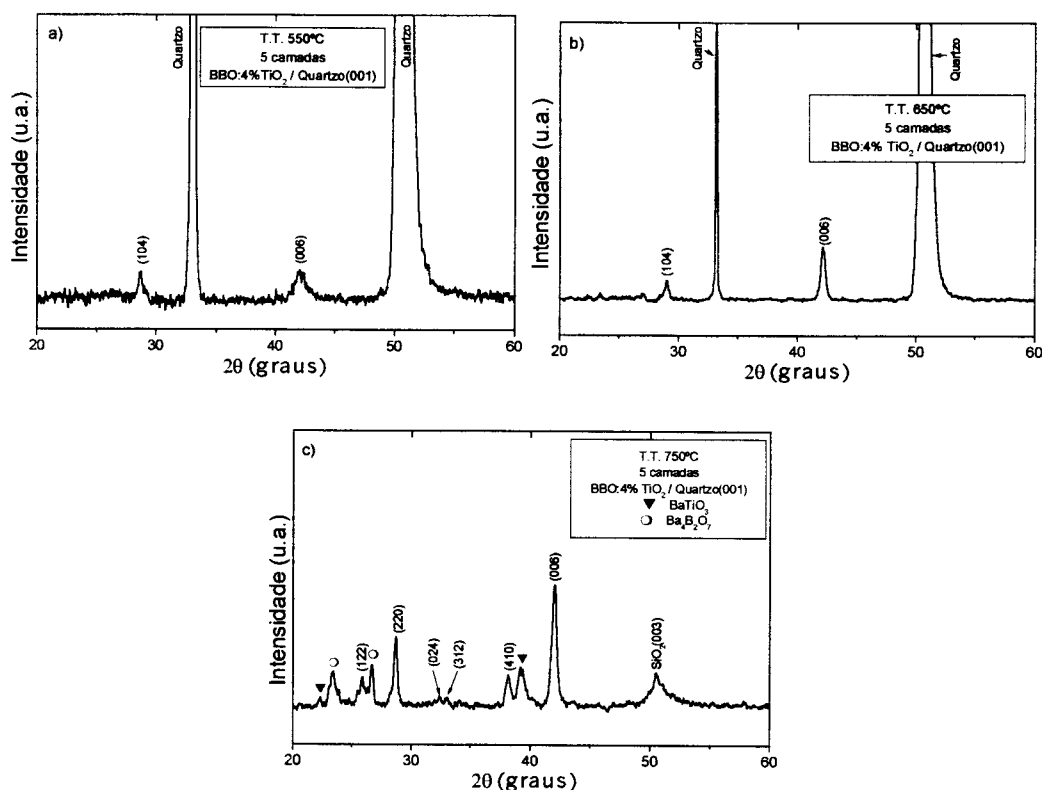 a)
Quartzo
T.T. 550ºC
5 camadas
BBO:4%TiO₂ / Quartzo(001)
Quartzo
(104)
(006)
Intensidade (u.a.)
20 30 40 50 60
2θ (graus)
b)
Quartzo
Quartzo
T.T. 650ºC
5 camadas
BBO:4% TiO₂ / Quartzo(001)
(104)
(006)
Intensidade (u.a.)
20 30 40 50 60
2θ (graus)
c)
T.T. 750ºC
5 camadas
BBO:4% TiO₂ / Quartzo(001)
▼ BaTiO₃
○ Ba₄B₂O₇
(122)
(220)
(024)
(312)
(410)
(006)
SiO₂(003)
Intensidade (u.a.)
20 30 40 50 60
2θ (graus)